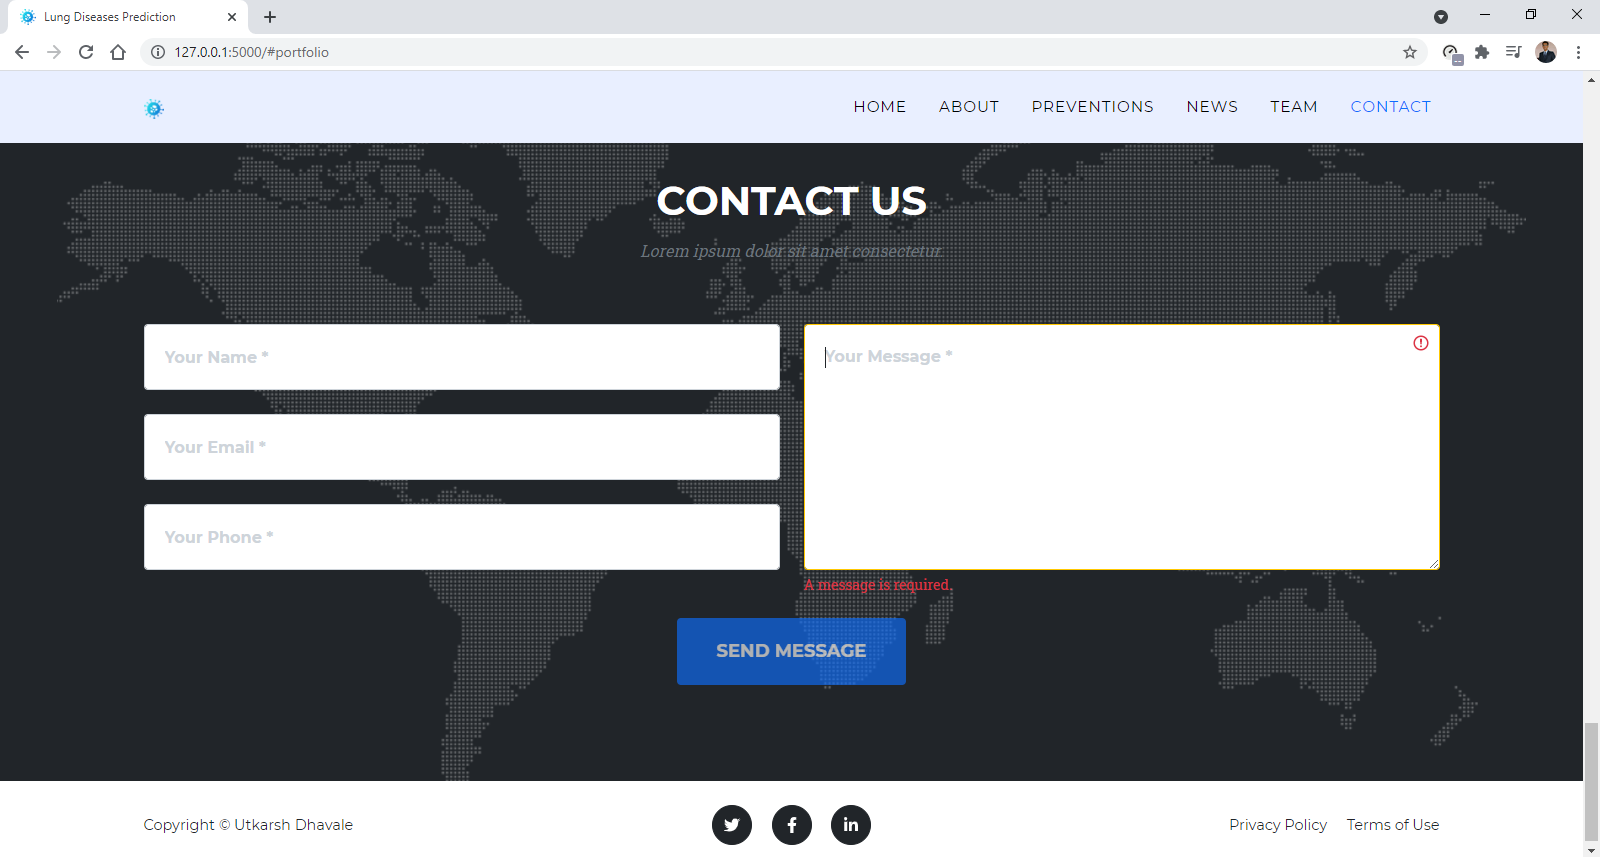 Lung Diseases Prediction
127.0.0.1:5000/#portfolio
HOME ABOUT PREVENTIONS NEWS TEAM CONTACT
CONTACT US
Lorem ipsum dolor sit amet consectetur.
Your Name *
Your Email *
Your Phone *
Your Message *
A message is required.
SEND MESSAGE
Copyright © Utkarsh Dhavale
Privacy Policy Terms of Use